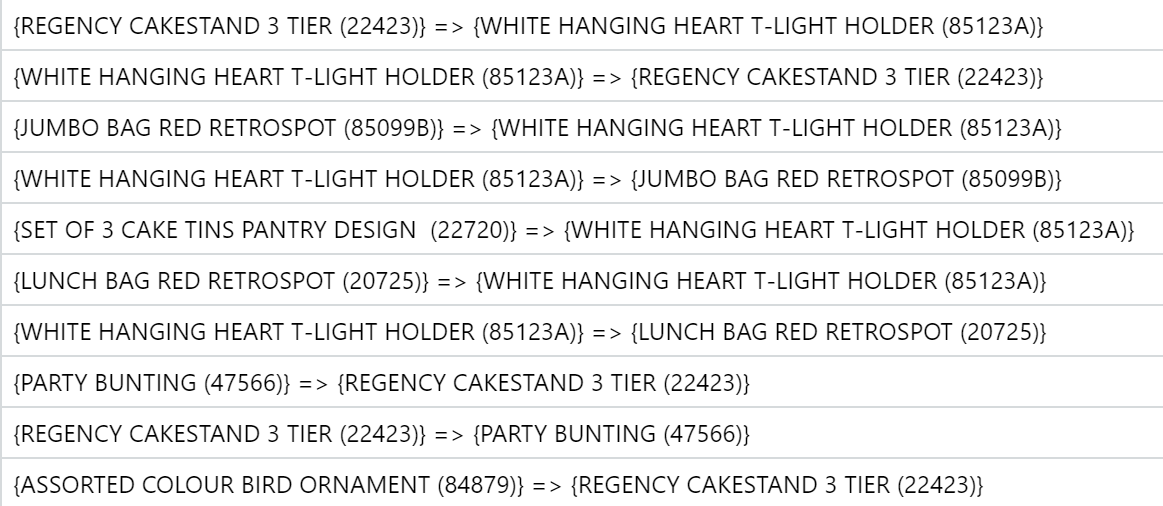 {REGENCY CAKESTAND 3 TIER (22423)} => {WHITE HANGING HEART T-LIGHT HOLDER (85123A)}
{WHITE HANGING HEART T-LIGHT HOLDER (85123A)} => {REGENCY CAKESTAND 3 TIER (22423)}
{JUMBO BAG RED RETROSPOT (85099B)} => {WHITE HANGING HEART T-LIGHT HOLDER (85123A)}
{WHITE HANGING HEART T-LIGHT HOLDER (85123A)} => {JUMBO BAG RED RETROSPOT (85099B)}
{SET OF 3 CAKE TINS PANTRY DESIGN  (22720)} => {WHITE HANGING HEART T-LIGHT HOLDER (85123A)}
{LUNCH BAG RED RETROSPOT (20725)} => {WHITE HANGING HEART T-LIGHT HOLDER (85123A)}
{WHITE HANGING HEART T-LIGHT HOLDER (85123A)} => {LUNCH BAG RED RETROSPOT (20725)}
{PARTY BUNTING (47566)} => {REGENCY CAKESTAND 3 TIER (22423)}
{REGENCY CAKESTAND 3 TIER (22423)} => {PARTY BUNTING (47566)}
{ASSORTED COLOUR BIRD ORNAMENT (84879)} => {REGENCY CAKESTAND 3 TIER (22423)}